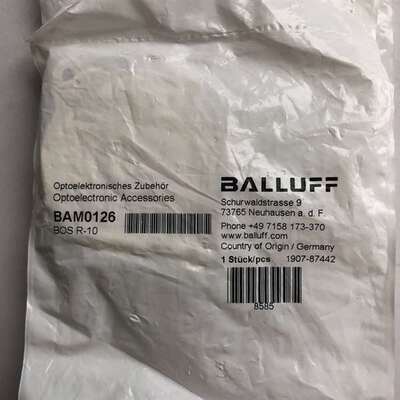 Optoelektronisches Zubehör
Optoelectronic Accessories
BAM0126
BOS R-10
BALLUFF
Schurwaldstrasse 9
73765 Neuhausen a. d. F.
Phone +49 7158 173-370
www.balluff.com
Country of Origin / Germany
1 Stück/pcs 1907-87442
8585